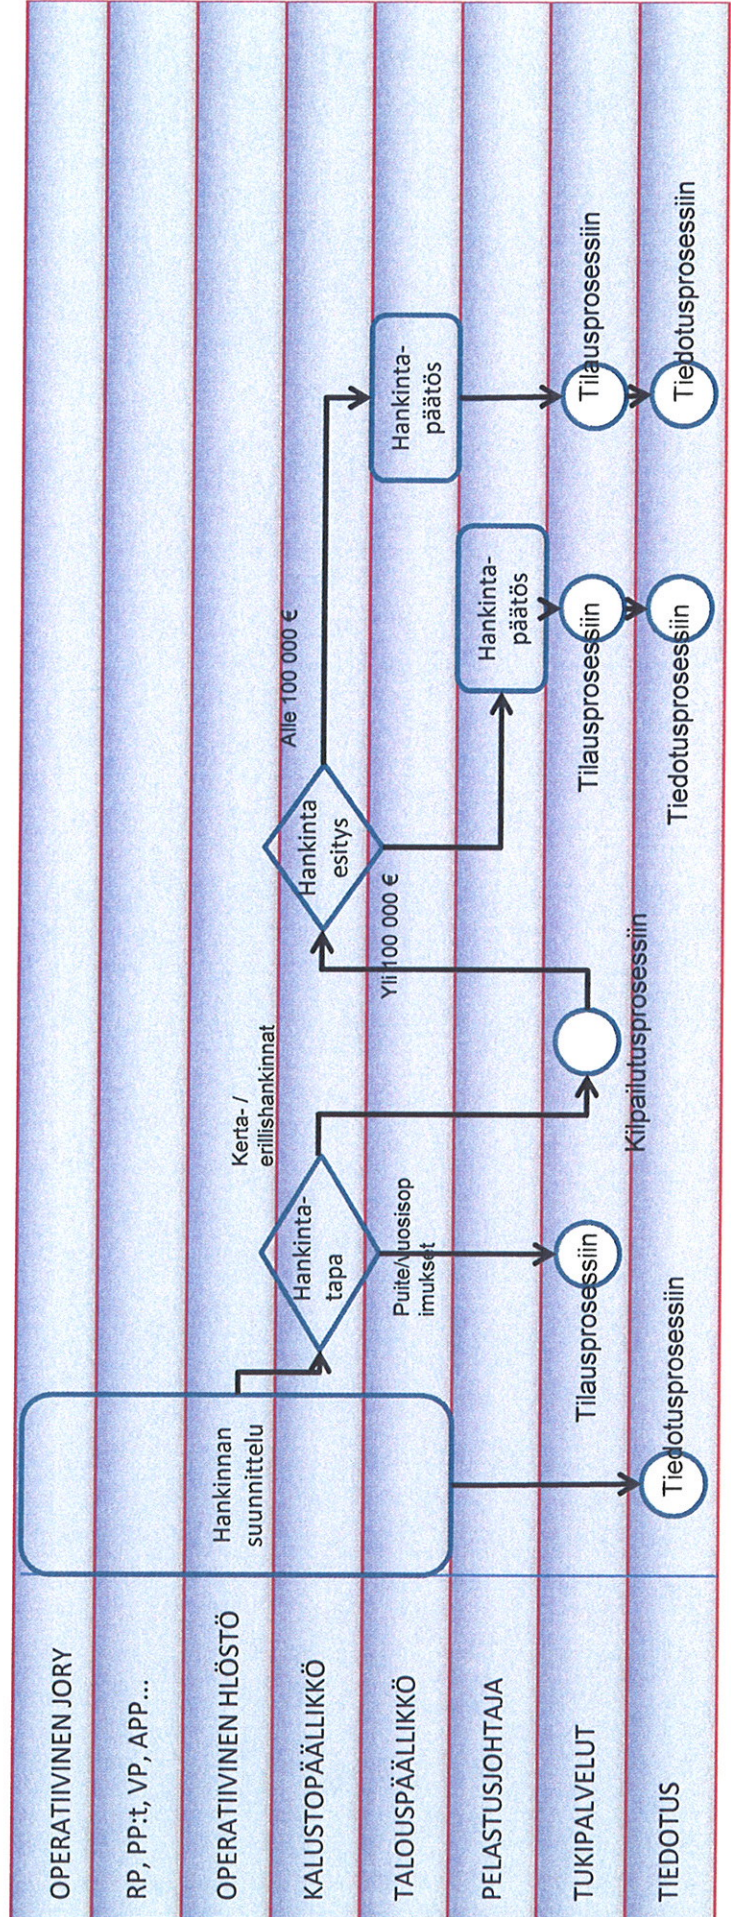 OPERATIIVINEN JORY
RP, PP:t, VP, APP...
OPERATIIVINEN HLÖSTÖ
KALUSTOPÄÄLLIKKÖ
TALOUSPÄÄLLIKKÖ
PELASTUSJOHTAJA
TUKIPALVELUT
TIEDOTUS
Hankinnan
suunnittelu
Tiedotusprosessiin
Hankinta-
tapa
Puite/vuosisop
imukset
Tilausprosessiin
Kerta- /
erillishankinnat
Kilpailutusprosessiin
Hankinta
esitys
Yli 100 000 €
Alle 100 000 €
Hankinta-
päätös
Tilausprosessiin
Tiedotusprosessiin
Hankinta-
päätös
Tilausprosessiin
Tiedotusprosessiin